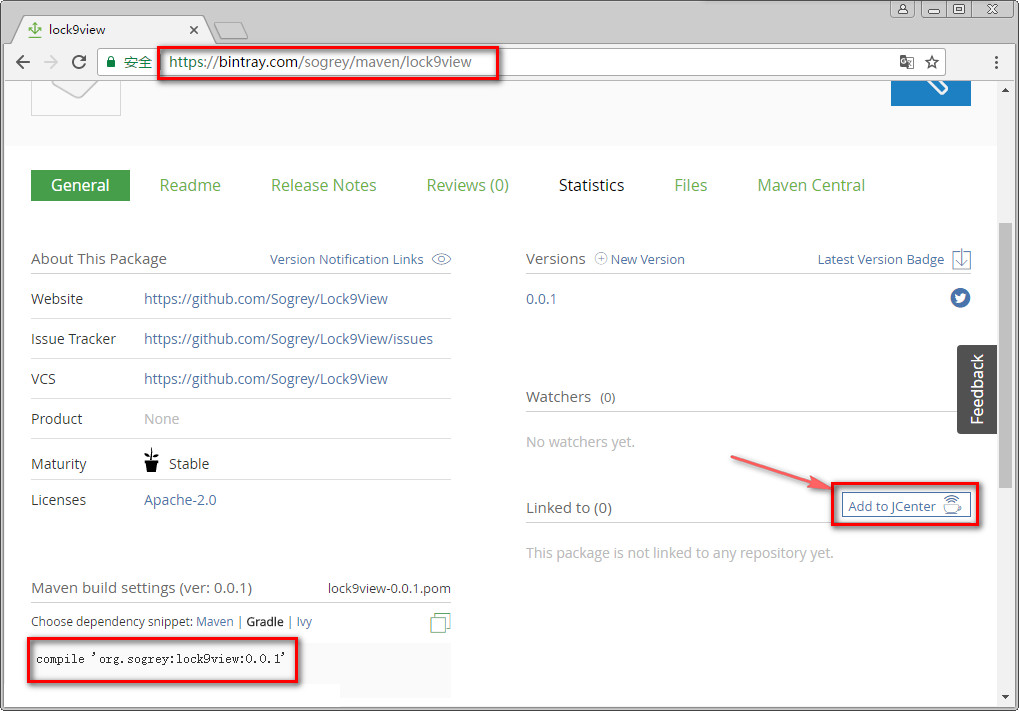 lock9view
安全 https://bintray.com/sogrey/maven/lock9view
General Readme Release Notes Reviews (0) Statistics Files Maven Central
About This Package Version Notification Links
Website https://github.com/Sogrey/Lock9View
Issue Tracker https://github.com/Sogrey/Lock9View/issues
VCS https://github.com/Sogrey/Lock9View
Product None
Maturity Stable
Licenses Apache-2.0
Maven build settings (ver: 0.0.1) lock9view-0.0.1.pom
Choose dependency snippet: Maven | Gradle | Ivy
compile 'org.sogrey:lock9view:0.0.1'
Versions New Version Latest Version Badge
0.0.1
Watchers (0)
No watchers yet.
Linked to (0) Add to JCenter
This package is not linked to any repository yet.
Feedback